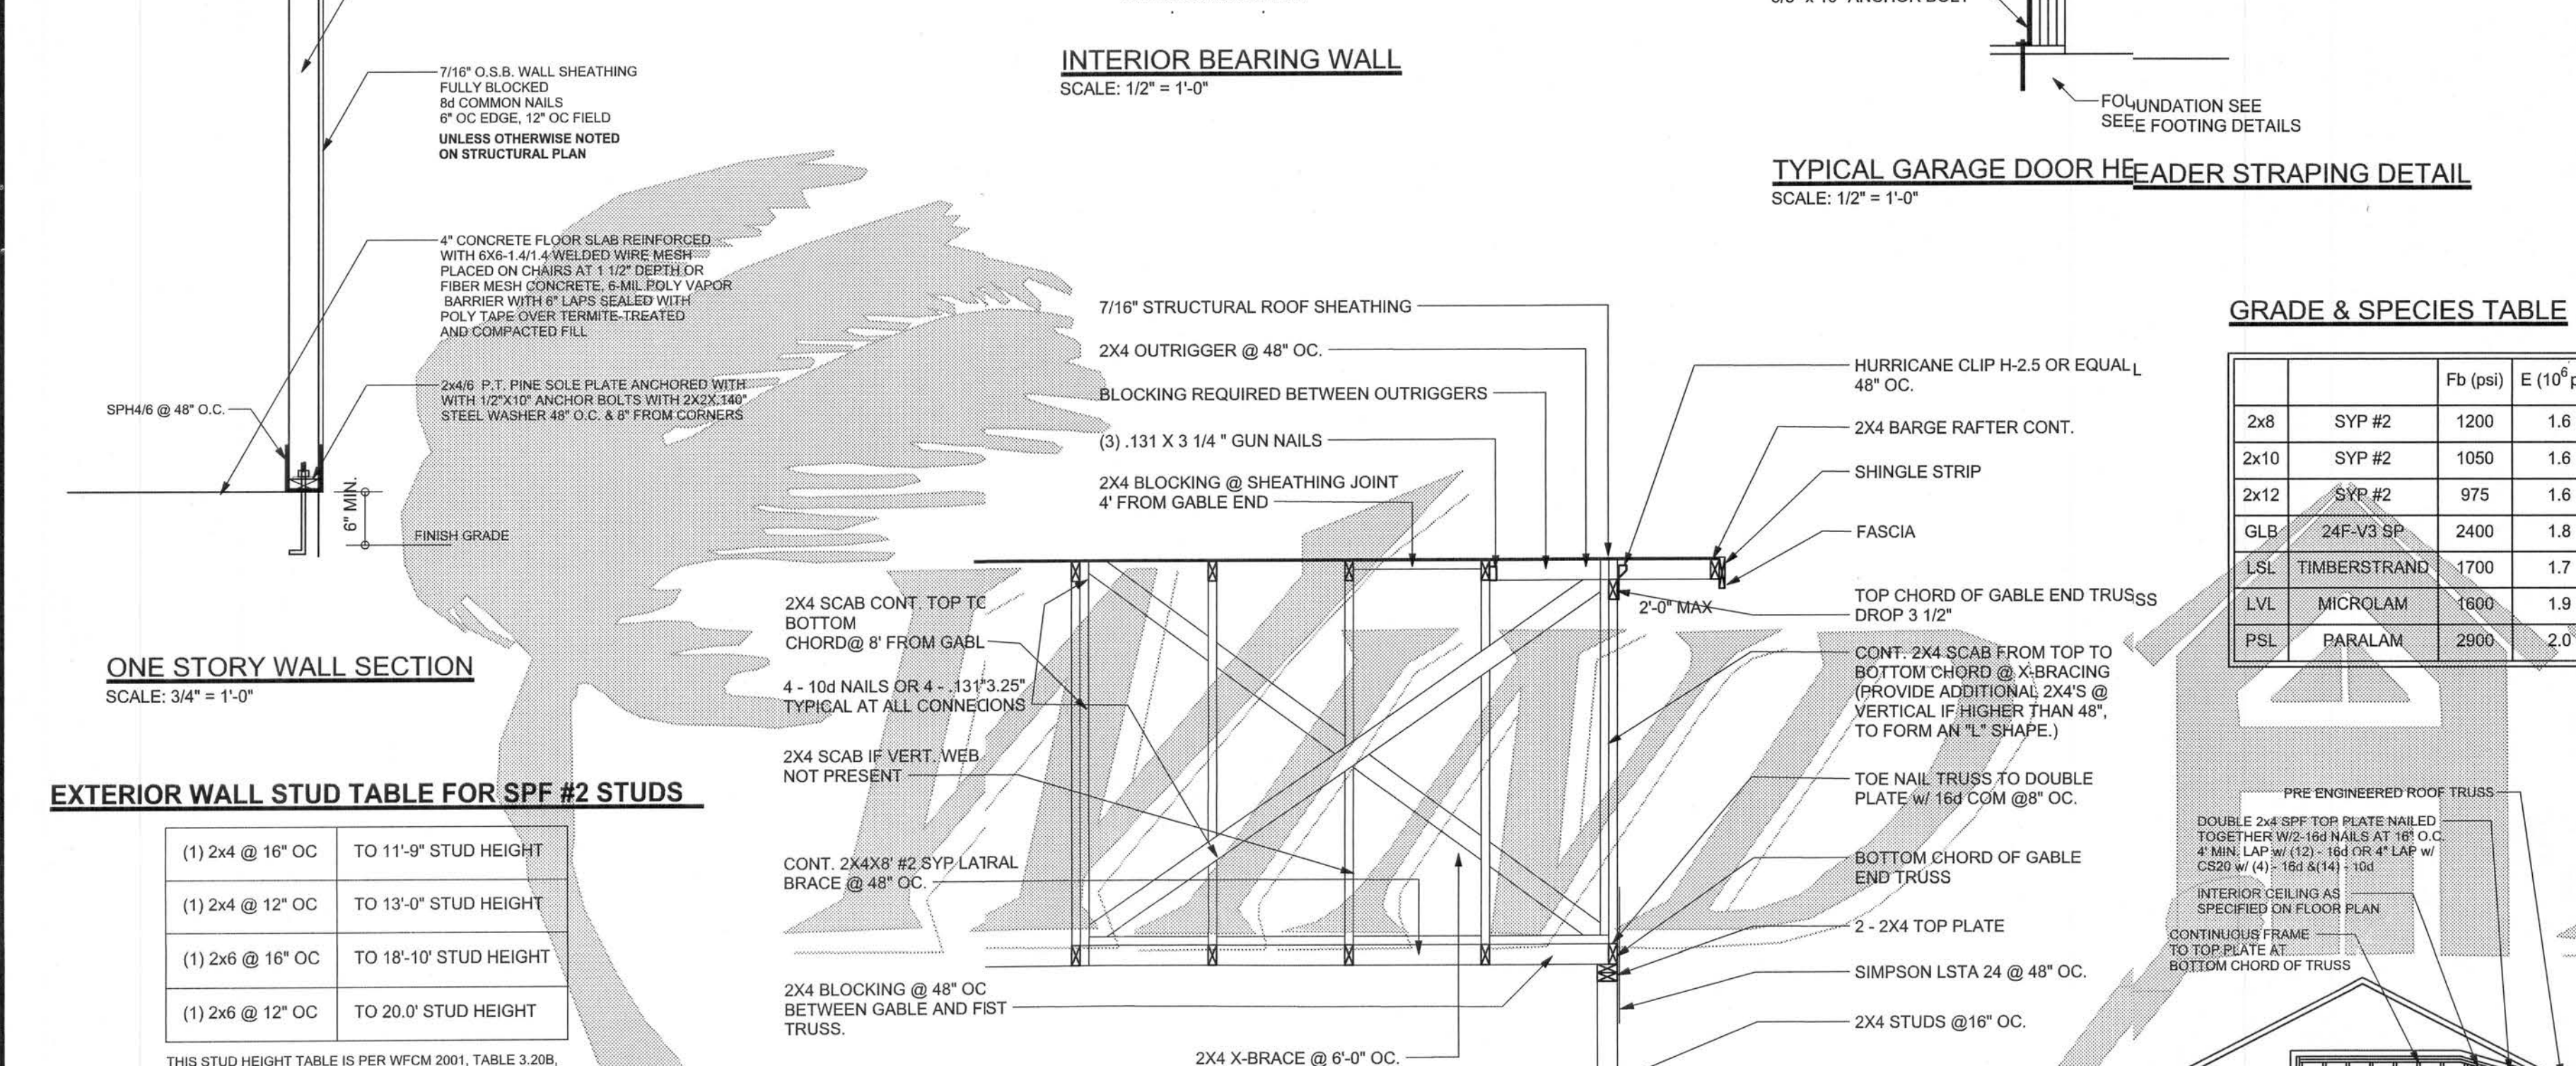 7/16" O.S.B. WALL SHEATHING
FULLY BLOCKED
8d COMMON NAILS
6" OC EDGE, 12" OC FIELD
UNLESS OTHERWISE NOTED
ON STRUCTURAL PLAN
4" CONCRETE FLOOR SLAB REINFORCED
WITH 6X6-1.4/1.4 WELDED WIRE MESH
PLACED ON CHAIRS AT 1 1/2" DEPTH OR
FIBER MESH CONCRETE, 6-MIL POLY VAPOR
BARRIER WITH 6" LAPS SEALED WITH
POLY TAPE OVER TERMITE-TREATED
AND COMPACTED FILL
2x4/6 P.T. PINE SOLE PLATE ANCHORED WITH
WITH 1/2"X10" ANCHOR BOLTS WITH 2X2X.140"
STEEL WASHER 48" O.C. & 8" FROM CORNERS
SPH4/6 @ 48" O.C.
6" MIN.
FINISH GRADE
ONE STORY WALL SECTION
SCALE: 3/4" = 1'-0"
EXTERIOR WALL STUD TABLE FOR SPF #2 STUDS
(1) 2x4 @ 16" OC TO 11'-9" STUD HEIGHT
(1) 2x4 @ 12" OC TO 13'-0" STUD HEIGHT
(1) 2x6 @ 16" OC TO 18'-10' STUD HEIGHT
(1) 2x6 @ 12" OC TO 20.0' STUD HEIGHT
THIS STUD HEIGHT TABLE IS PER WFCM 2001, TABLE 3.20B,
INTERIOR BEARING WALL
SCALE: 1/2" = 1'-0"
7/16" STRUCTURAL ROOF SHEATHING
2X4 OUTRIGGER @ 48" OC.
BLOCKING REQUIRED BETWEEN OUTRIGGERS
(3) .131 X 3 1/4 " GUN NAILS
2X4 BLOCKING @ SHEATHING JOINT
4' FROM GABLE END
2X4 SCAB CONT. TOP TO
BOTTOM
CHORD@ 8' FROM GABL
4 - 10d NAILS OR 4 - .131"3.25"
TYPICAL AT ALL CONNECIONS
2X4 SCAB IF VERT. WEB
NOT PRESENT
CONT. 2X4X8' #2 SYP LATRAL
BRACE @ 48" OC.
2X4 BLOCKING @ 48" OC
BETWEEN GABLE AND FIST
TRUSS.
2X4 X-BRACE @ 6'-0" OC.
HURRICANE CLIP H-2.5 OR EQUAL L
48" OC.
2X4 BARGE RAFTER CONT.
SHINGLE STRIP
FASCIA
2'-0" MAX
TOP CHORD OF GABLE END TRUSSS
DROP 3 1/2"
CONT. 2X4 SCAB FROM TOP TO
BOTTOM CHORD @ X-BRACING
(PROVIDE ADDITIONAL 2X4'S @
VERTICAL IF HIGHER THAN 48",
TO FORM AN "L" SHAPE.)
TOE NAIL TRUSS TO DOUBLE
PLATE w/ 16d COM @8" OC.
BOTTOM CHORD OF GABLE
END TRUSS
2 - 2X4 TOP PLATE
SIMPSON LSTA 24 @ 48" OC.
2X4 STUDS @16" OC.
WIND
FOUUNDATION SEE
SEEE FOOTING DETAILS
TYPICAL GARAGE DOOR HEEADER STRAPING DETAIL
SCALE: 1/2" = 1'-0"
GRADE & SPECIES TABLE
Fb (psi) E (10⁶ p
2x8 SYP #2 1200 1.6
2x10 SYP #2 1050 1.6
2x12 SYP #2 975 1.6
GLB 24F-V3 SP 2400 1.8
LSL TIMBERSTRAND 1700 1.7
LVL MICROLAM 1600 1.9
PSL PARALAM 2900 2.0
PRE ENGINEERED ROOF TRUSS
DOUBLE 2x4 SPF TOP PLATE NAILED
TOGETHER W/2-16d NAILS AT 16" O.C.
4' MIN. LAP w/ (12) - 16d OR 4" LAP w/
CS20 w/ (4) - 16d &(14) - 10d
INTERIOR CEILING AS
SPECIFIED ON FLOOR PLAN
CONTINUOUS FRAME
TO TOP PLATE AT
BOTTOM CHORD OF TRUSS